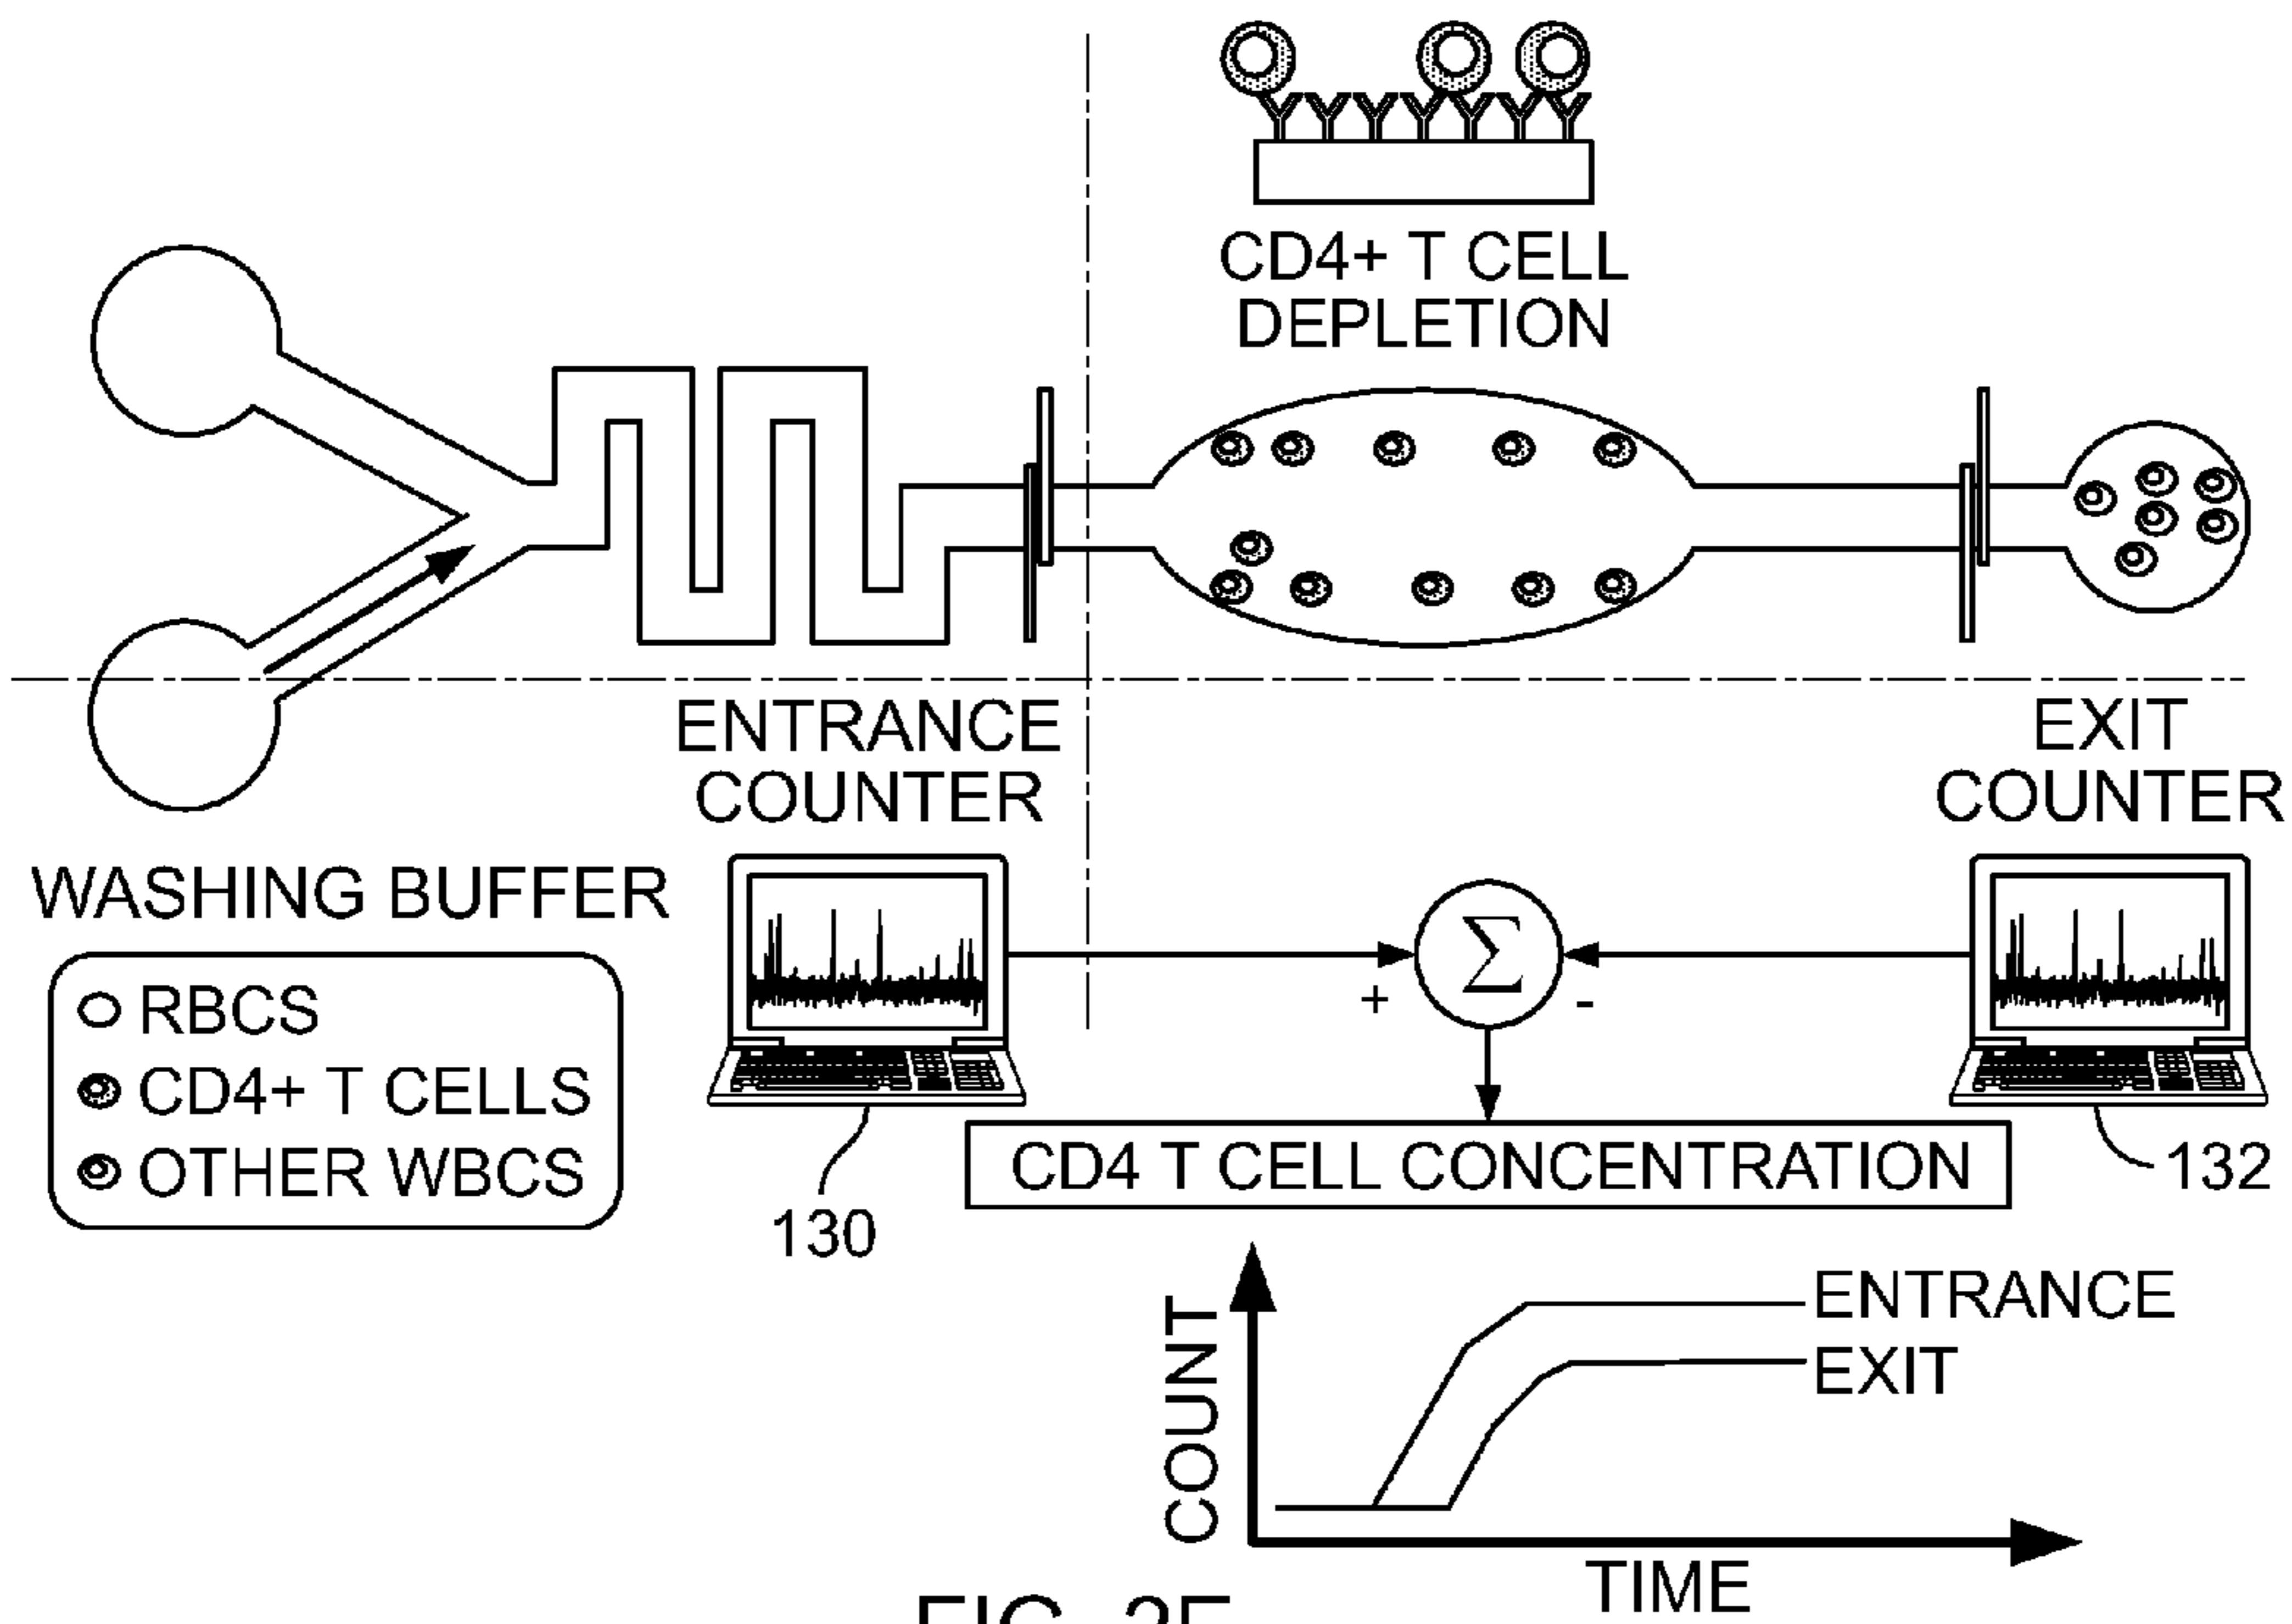 CD4+ T CELL
DEPLETION
ENTRANCE
COUNTER
EXIT
COUNTER
WASHING BUFFER
RBCS
CD4+ T CELLS
OTHER WBCS
Σ
+
-
CD4 T CELL CONCENTRATION
130
132
COUNT
ENTRANCE
EXIT
TIME